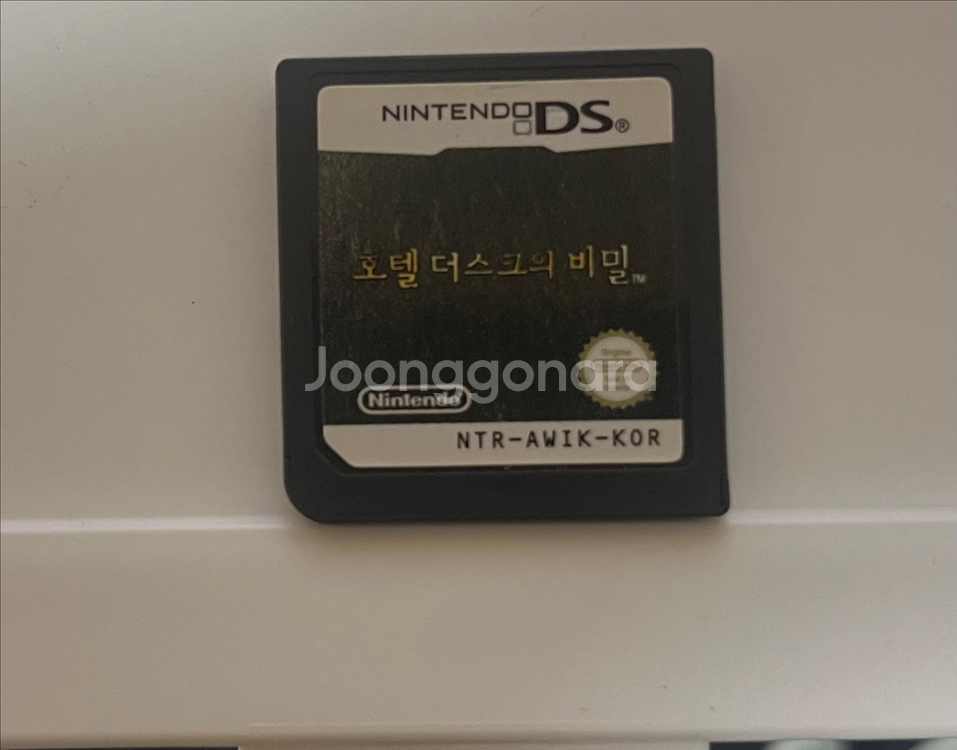 NINTENDO DS®
호텔 더스크의 비밀™
Joonggonara
Nintendo
NTR-AWIK-KOR